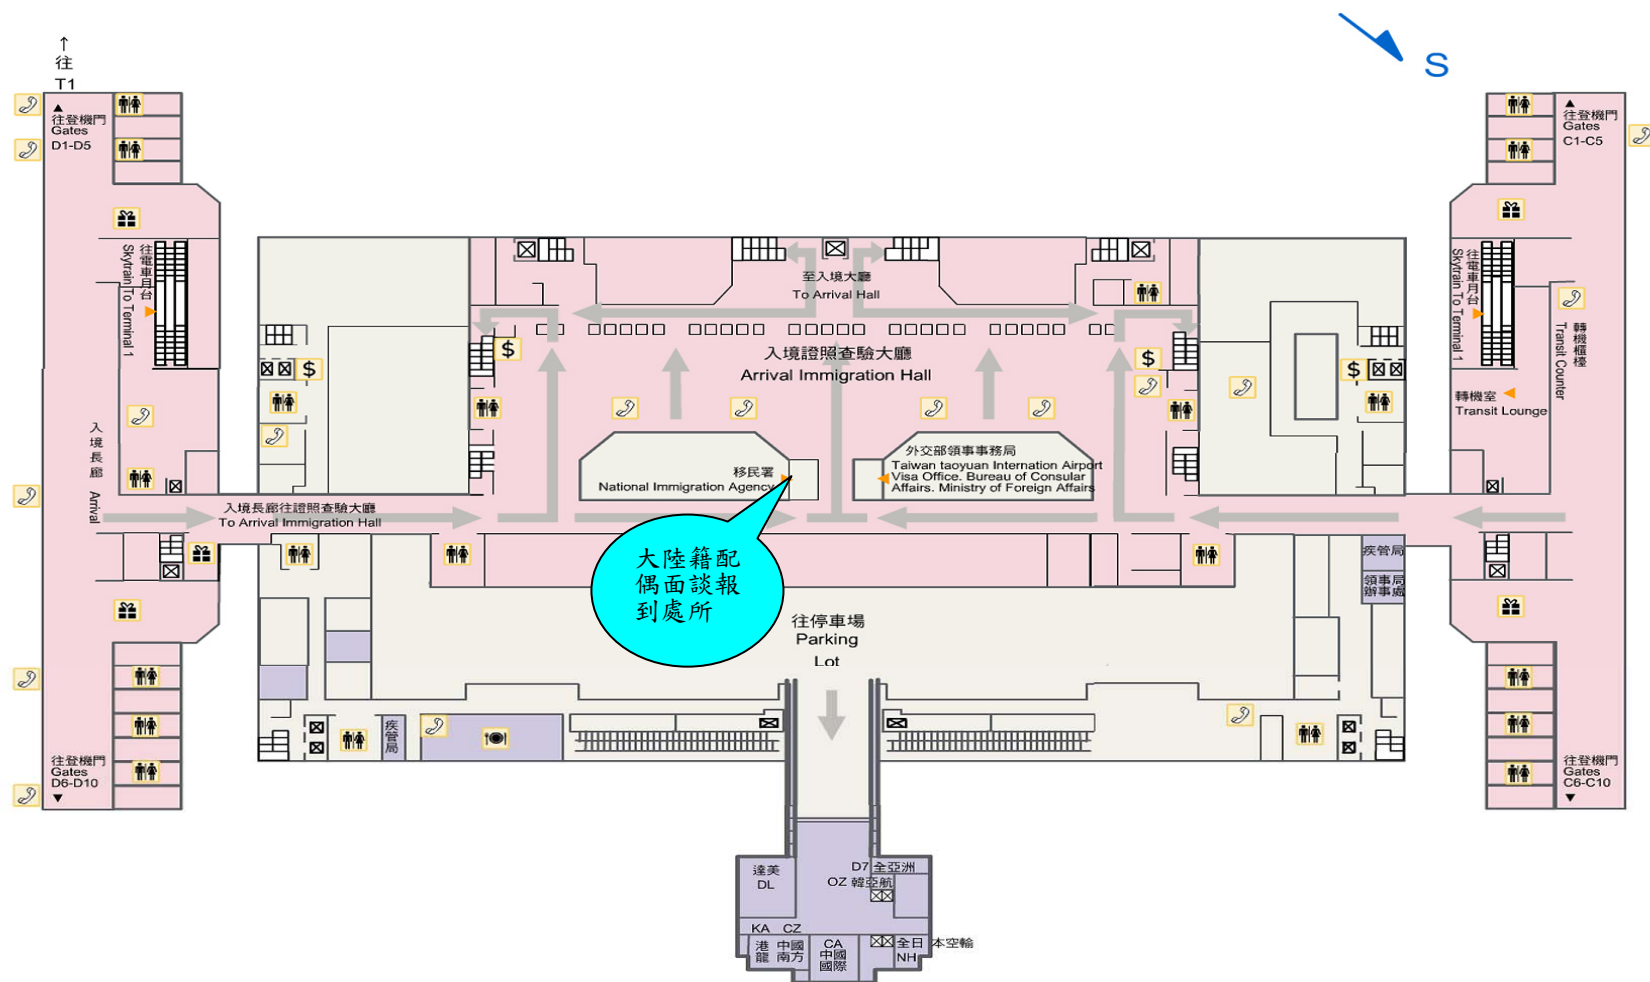 S
↑
往
T1
往登機門
Gates
D1-D5
往登機門
Gates
C1-C5
往電車月台
Skytrain To Terminal 1
至入境大廳
To Arrival Hall
往電車月台
Skytrain To Terminal 1
轉機櫃檯
Transit Counter
入境證照查驗大廳
Arrival Immigration Hall
$
$
$
$
轉機室
Transit Lounge
入境長廊
Arrival
移民署
National Immigration Agency
外交部領事事務局
Taiwan taoyuan Internation Airport
Visa Office. Bureau of Consular
Affairs. Ministry of Foreign Affairs
入境長廊往證照查驗大廳
To Arrival Immigration Hall
大陸籍配
偶面談報
到處所
疾管局
領事局
辦事處
往停車場
Parking
Lot
疾管局
往登機門
Gates
D6-D10
往登機門
Gates
C6-C10
達美
DL
D7 全亞洲
OZ 韓亞航
KA CZ
港龍
中國
南方
CA
中國
國際
全日本空輸
NH